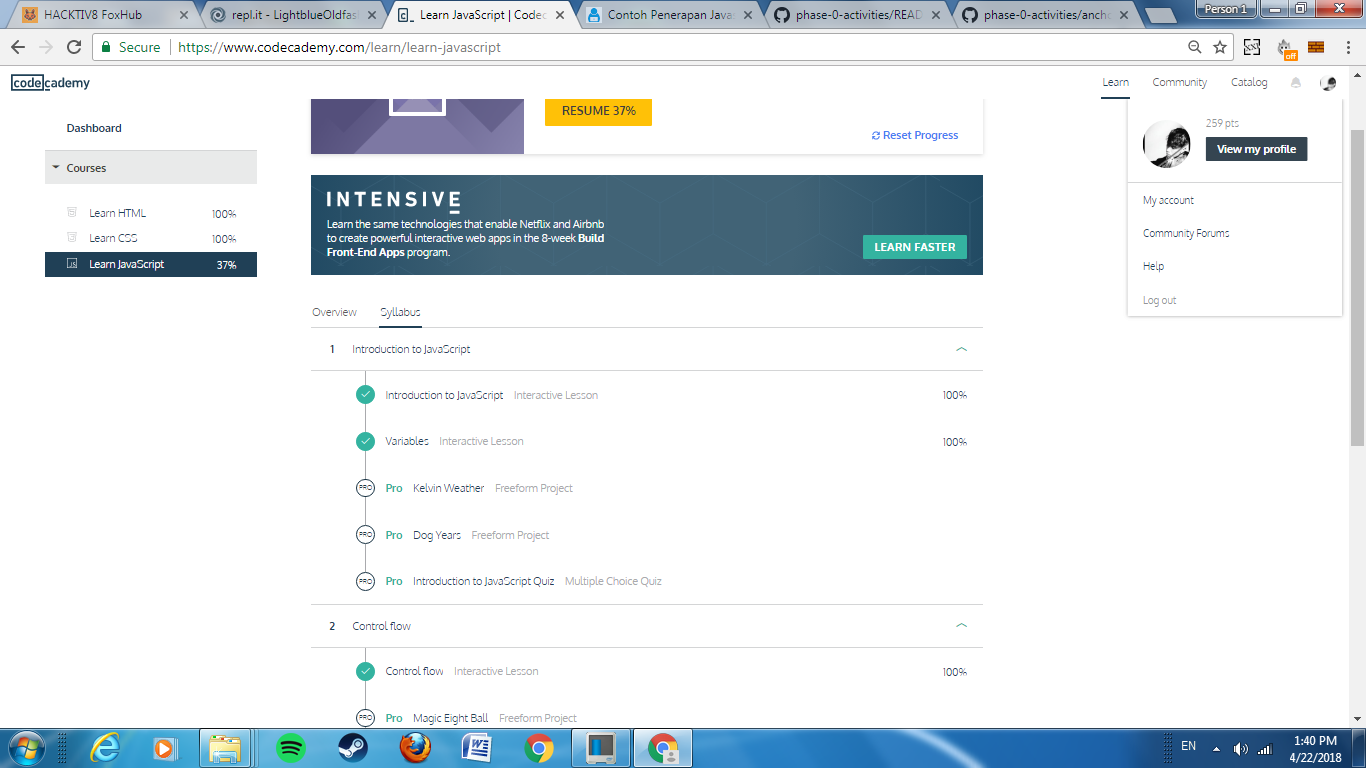 HACKTIV8 FoxHub
repl.it - LightblueOldfas
Learn JavaScript | Codec
Contoh Penerapan Javas
phase-0-activities/READ
phase-0-activities/ancho
Person 1
Secure
https://www.codecademy.com/learn/learn-javascript
off
codecademy
Learn
Community
Catalog
Dashboard
Courses
Learn HTML 100%
Learn CSS 100%
JS Learn JavaScript 37%
RESUME 37%
Reset Progress
259 pts
View my profile
My account
Community Forums
Help
Log out
INTENSIVE
Learn the same technologies that enable Netflix and Airbnb
to create powerful interactive web apps in the 8-week Build
Front-End Apps program.
LEARN FASTER
Overview Syllabus
1 Introduction to JavaScript
Introduction to JavaScript Interactive Lesson 100%
Variables Interactive Lesson 100%
PRO Pro Kelvin Weather Freeform Project
PRO Pro Dog Years Freeform Project
PRO Pro Introduction to JavaScript Quiz Multiple Choice Quiz
2 Control flow
Control flow Interactive Lesson 100%
PRO Pro Magic Eight Ball Freeform Project
EN
1:40 PM
4/22/2018